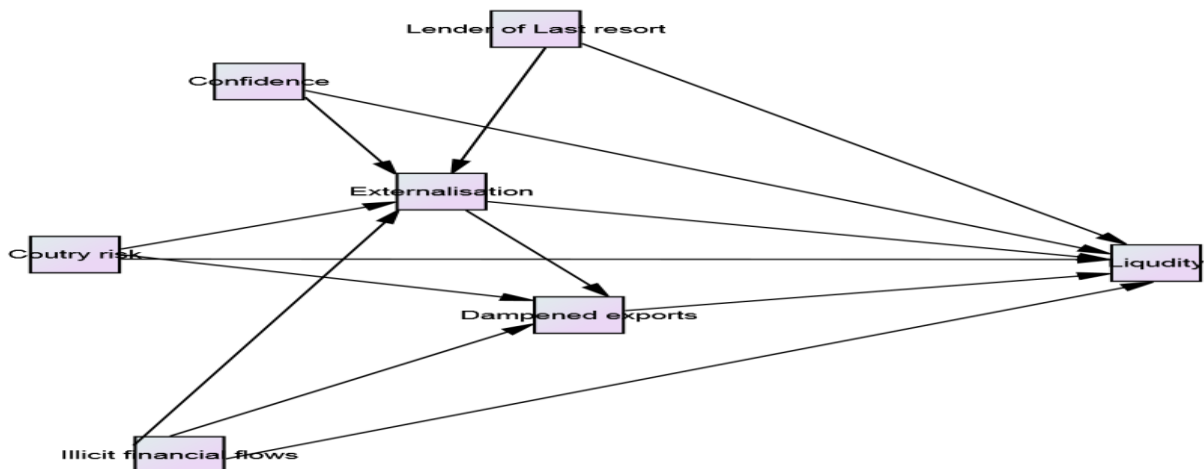 Lender of Last resort
Confidence
Externalisation
Coutry risk
Liqudity
Dampened exports
Illicit financial flows